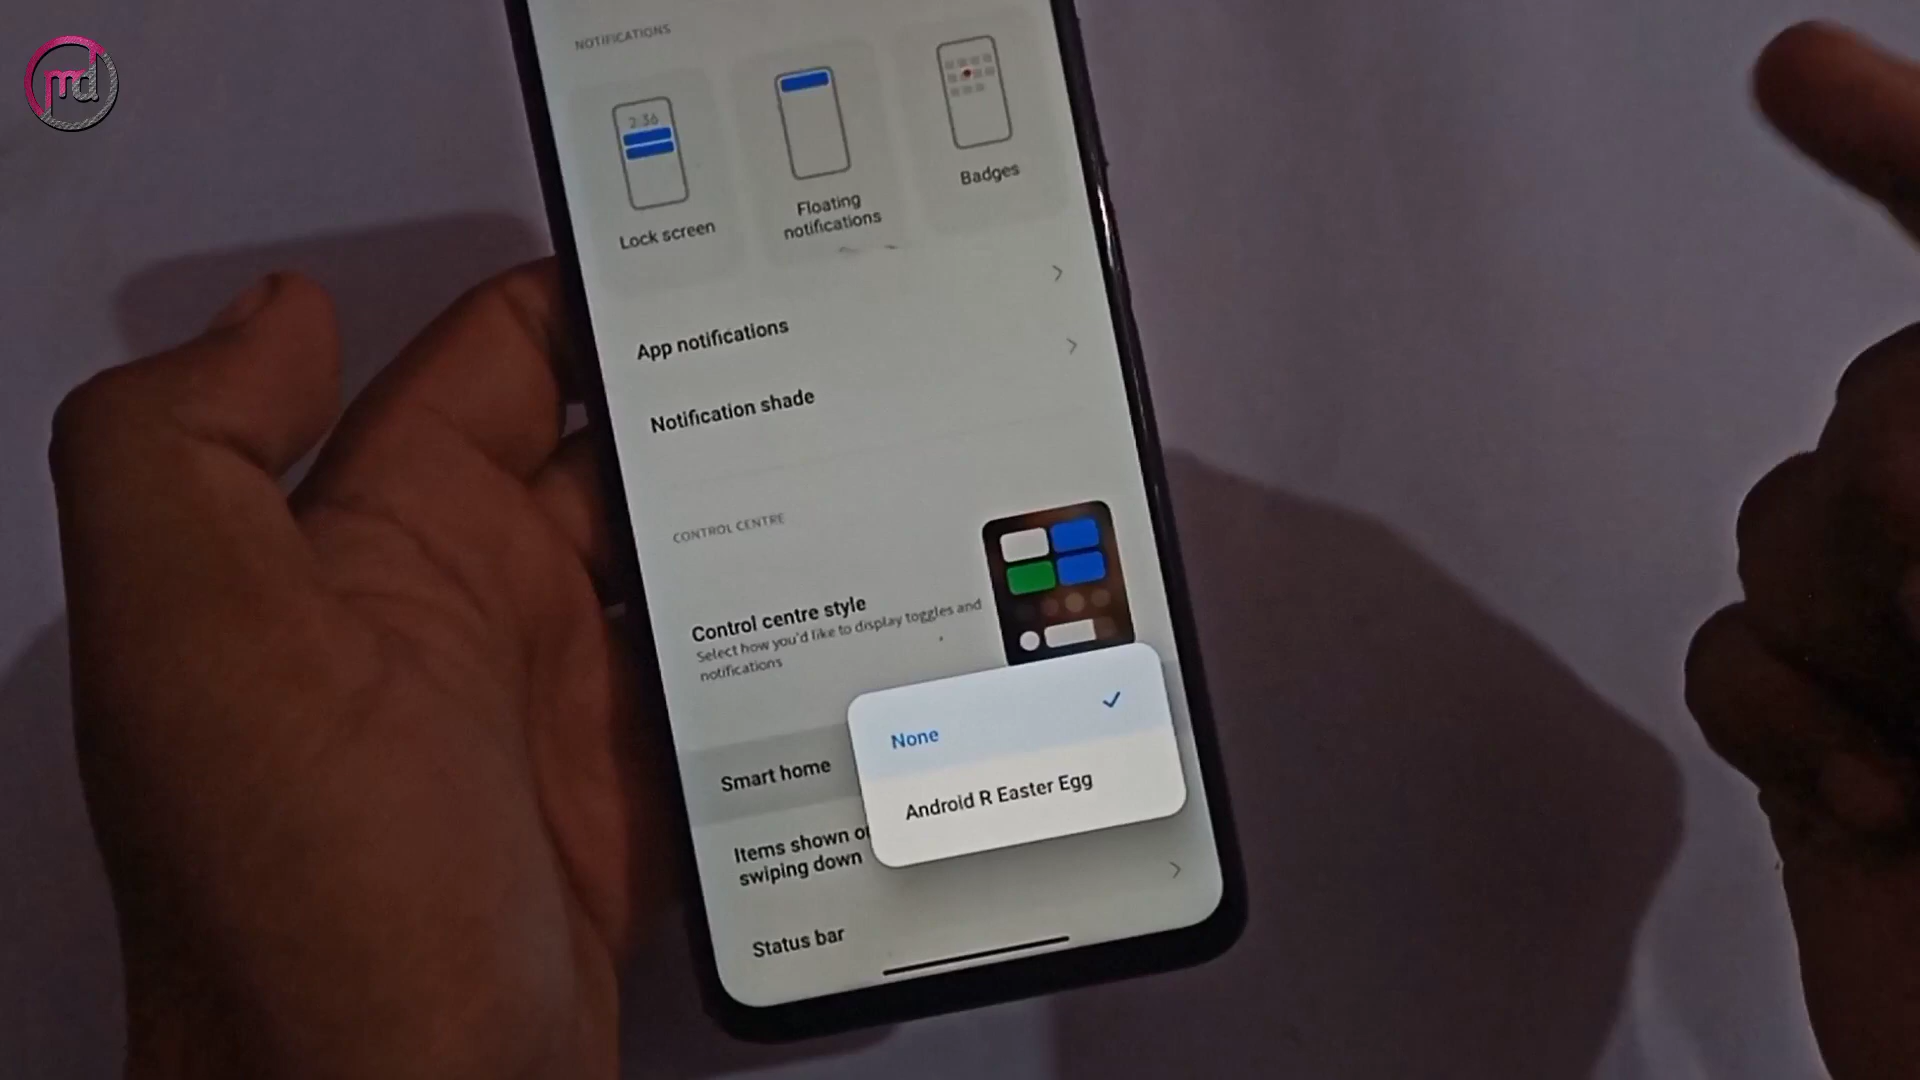 md
NOTIFICATIONS
2:36
Lock screen
Floating
notifications
Badges
App notifications
Notification shade
CONTROL CENTRE
Control centre style
Select how you'd like to display toggles and
notifications
None
Smart home
Android R Easter Egg
Items shown
swiping down
Status bar